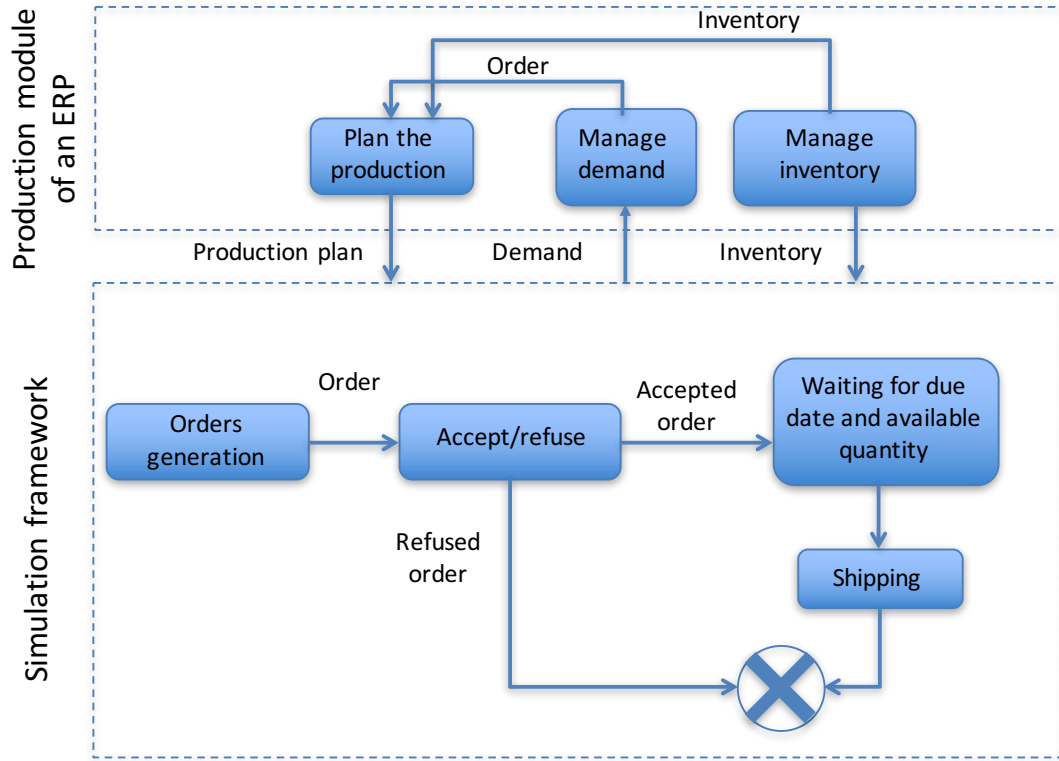 Production module
of an ERP
Inventory
Order
Plan the
production
Manage
demand
Manage
inventory
Production plan
Demand
Inventory
Simulation framework
Orders
generation
Order
Accept/refuse
Accepted
order
Waiting for due
date and available
quantity
Refused
order
Shipping